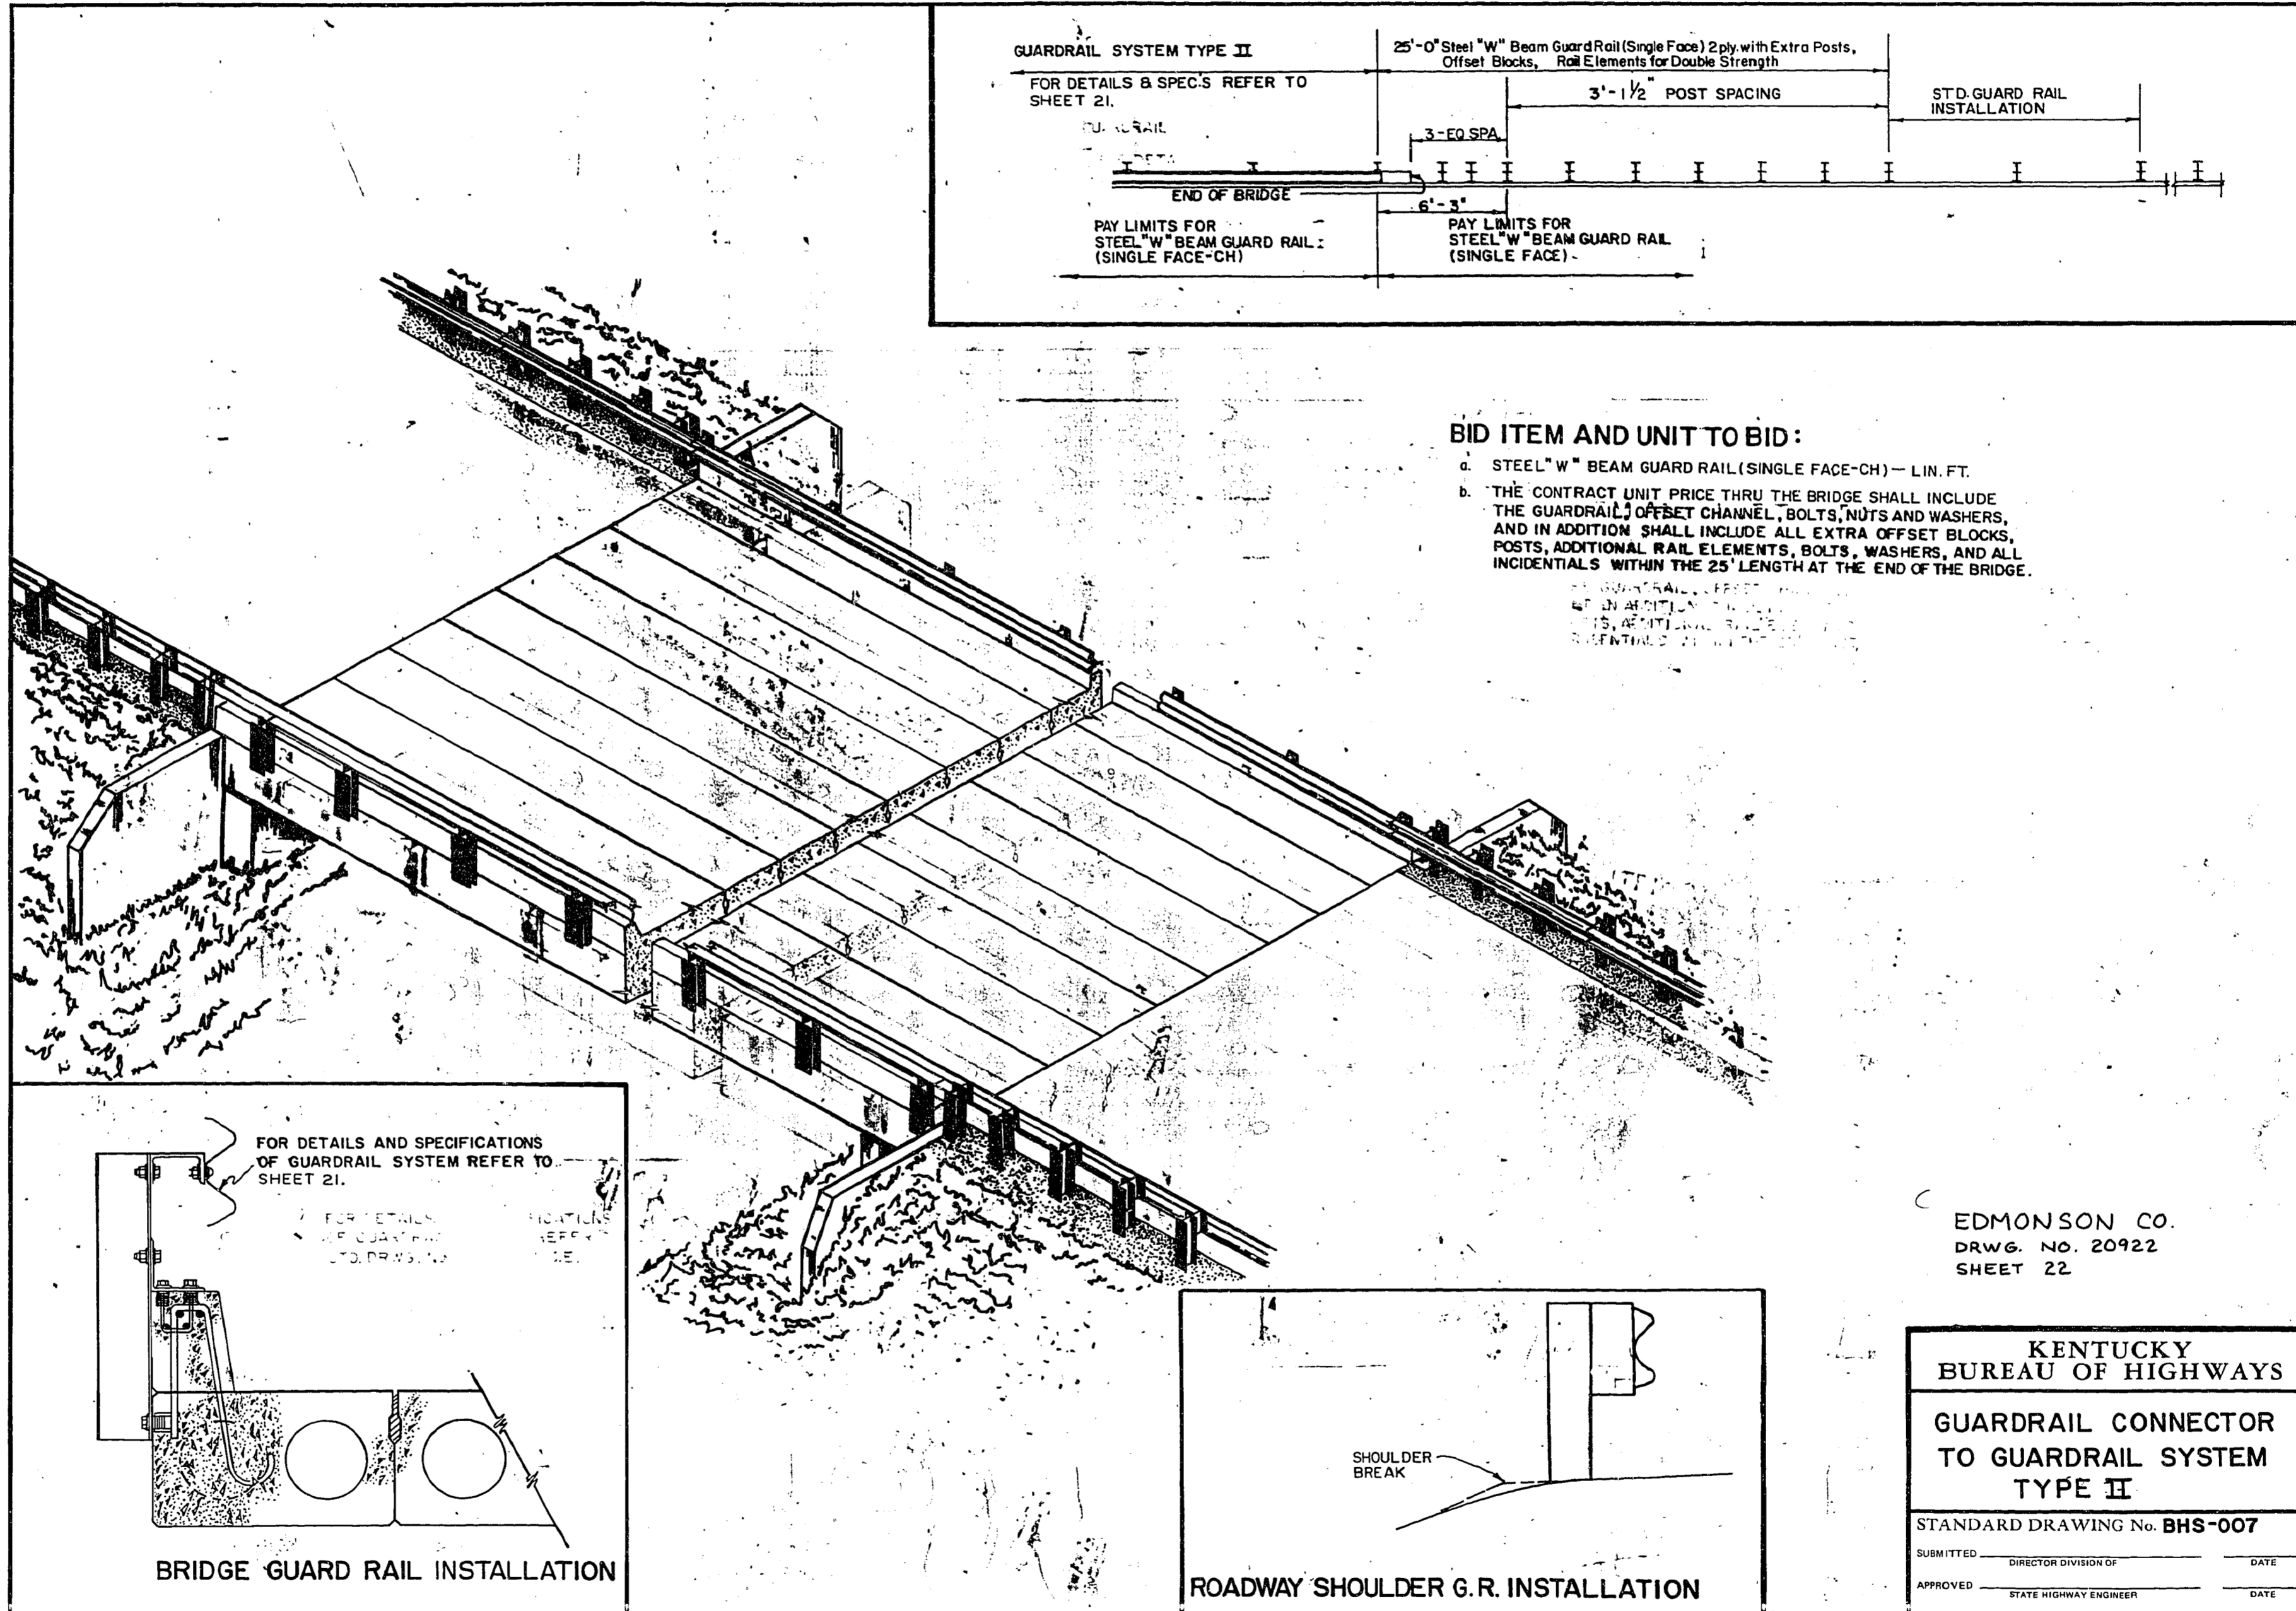 GUARDRAIL SYSTEM TYPE II
FOR DETAILS & SPEC'S REFER TO
SHEET 21.
25'-0" Steel "W" Beam Guard Rail (Single Face) 2ply. with Extra Posts,
Offset Blocks, Rail Elements for Double Strength
3'-1 1/2" POST SPACING
STD. GUARD RAIL
INSTALLATION
3-EQ SPA.
END OF BRIDGE
6'-3"
PAY LIMITS FOR
STEEL "W" BEAM GUARD RAIL
(SINGLE FACE-CH)
PAY LIMITS FOR
STEEL "W" BEAM GUARD RAIL
(SINGLE FACE)
BID ITEM AND UNIT TO BID:
a. STEEL "W" BEAM GUARD RAIL (SINGLE FACE-CH) — LIN. FT.
b. THE CONTRACT UNIT PRICE THRU THE BRIDGE SHALL INCLUDE
THE GUARDRAIL, OFFSET CHANNEL, BOLTS, NUTS AND WASHERS,
AND IN ADDITION SHALL INCLUDE ALL EXTRA OFFSET BLOCKS,
POSTS, ADDITIONAL RAIL ELEMENTS, BOLTS, WASHERS, AND ALL
INCIDENTIALS WITHIN THE 25' LENGTH AT THE END OF THE BRIDGE.
FOR DETAILS AND SPECIFICATIONS
OF GUARDRAIL SYSTEM REFER TO
SHEET 21.
BRIDGE GUARD RAIL INSTALLATION
SHOULDER
BREAK
ROADWAY SHOULDER G.R. INSTALLATION
EDMONSON CO.
DRWG. NO. 20922
SHEET 22
KENTUCKY
BUREAU OF HIGHWAYS
GUARDRAIL CONNECTOR
TO GUARDRAIL SYSTEM
TYPE II
STANDARD DRAWING No. BHS-007
SUBMITTED
DIRECTOR DIVISION OF DATE
APPROVED
STATE HIGHWAY ENGINEER DATE